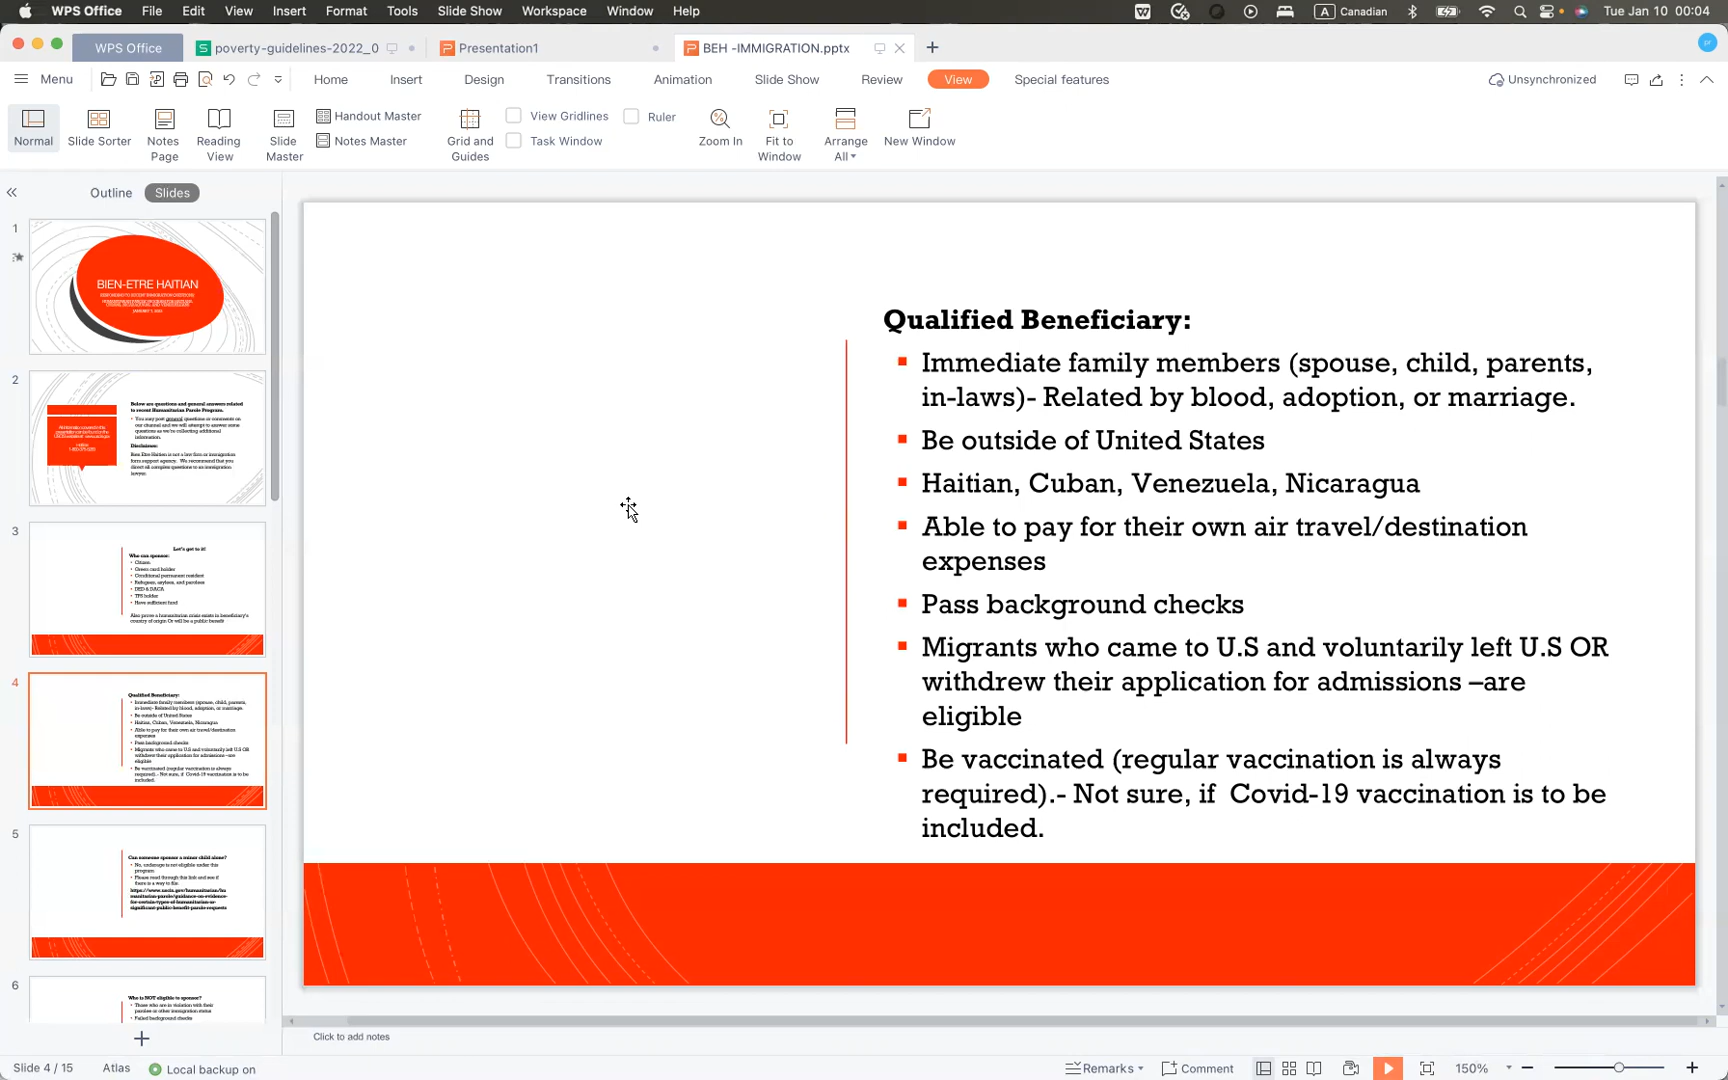 WPS Office File Edit View Insert Format Tools Slide Show Workspace Window Help
A Canadian Tue Jan 10 00:04
WPS Office
poverty-guidelines-2022_0
Presentation1
BEH -IMMIGRATION.pptx
Menu
Home Insert Design Transitions Animation Slide Show Review View Special features
Unsynchronized
Normal
Slide Sorter
Notes
Page
Reading
View
Slide
Master
Handout Master
Notes Master
Grid and
Guides
View Gridlines
Task Window
Ruler
Zoom In
Fit to
Window
Arrange
All
New Window
Outline Slides
1
BIEN-ETRE HAITIAN
2
Below are questions and general answers related
to recent Humanitarian Parole Program.
You may post general questions or comments on
our channel and we will attempt to answer some
questions as we're collecting additional
information.
Disclaimer:
Bien Etre Haitien is not a law firm or immigration
form support agency. We recommend that you
direct all complex questions to an immigration
lawyer.
3
Let's get to it!
Who can sponsor:
Citizen
Green card holder
Conditional permanent resident
Refugees, asylees, and parolees
DED & DACA
TPS holder
Have sufficient fund
Also prove a humanitarian crisis exists in beneficiary's
country of origin Or will be a public benefit
4
Qualified Beneficiary:
Immediate family members (spouse, child, parents,
in-laws)- Related by blood, adoption, or marriage.
Be outside of United States
Haitian, Cuban, Venezuela, Nicaragua
Able to pay for their own air travel/destination
expenses
Pass background checks
Migrants who came to U.S and voluntarily left U.S OR
withdrew their application for admissions –are
eligible
Be vaccinated (regular vaccination is always
required).- Not sure, if Covid-19 vaccination is to be
included.
5
Can someone sponsor a minor child alone?
No, underage is not eligible under this
program
Please read through this link and see if
there is a way to file:
https://www.uscis.gov/humanitarian/hu
manitarian-parole/guidance-on-evidence-
for-certain-types-of-humanitarian-or-
significant-public-benefit-parole-requests
6
Who is NOT eligible to sponsor?
Those who are in violation with their
paroles or other immigration status
Failed background checks
Qualified Beneficiary:
Immediate family members (spouse, child, parents,
in-laws)- Related by blood, adoption, or marriage.
Be outside of United States
Haitian, Cuban, Venezuela, Nicaragua
Able to pay for their own air travel/destination
expenses
Pass background checks
Migrants who came to U.S and voluntarily left U.S OR
withdrew their application for admissions –are
eligible
Be vaccinated (regular vaccination is always
required).- Not sure, if  Covid-19 vaccination is to be
included.
Click to add notes
Slide 4 / 15 Atlas Local backup on
Remarks Comment 150%